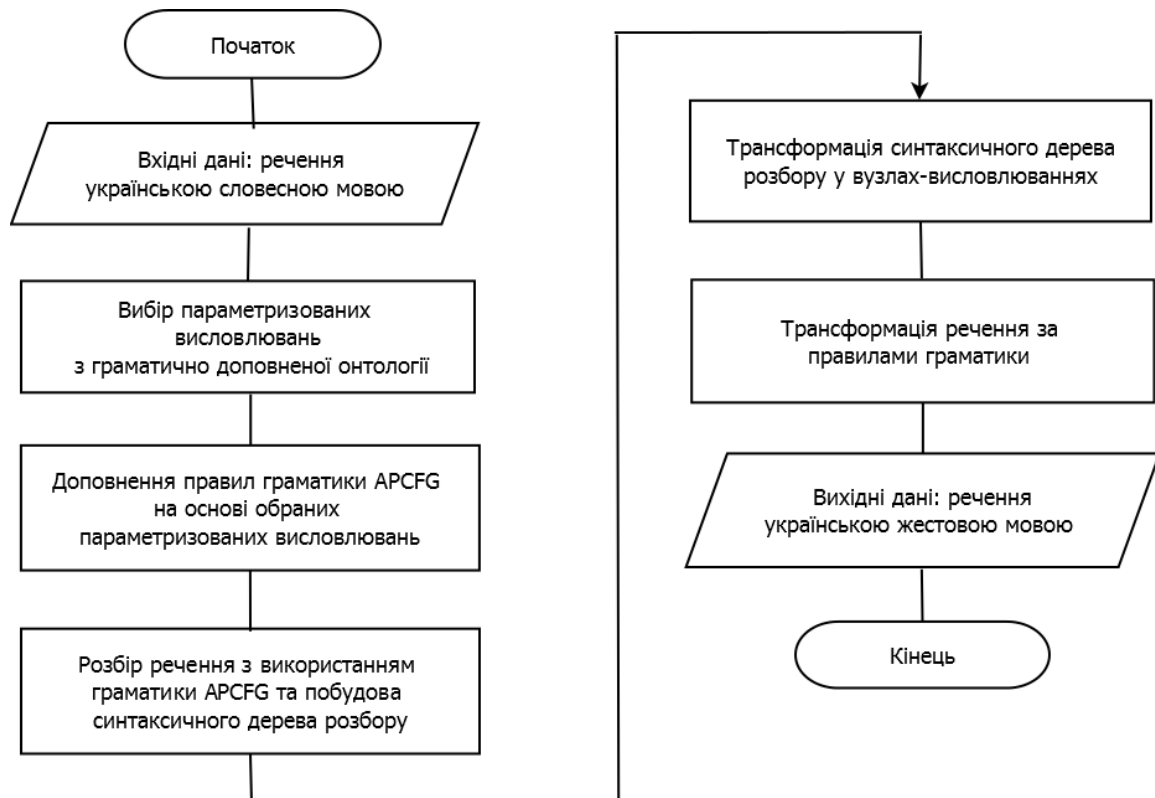 Початок
Вхідні дані: речення
українською словесною мовою
Вибір параметризованих
висловлювань
з граматично доповненої онтології
Доповнення правил граматики APCFG
на основі обраних
параметризованих висловлювань
Розбір речення з використанням
граматики APCFG та побудова
синтаксичного дерева розбору
Трансформація синтаксичного дерева
розбору у вузлах-висловлюваннях
Трансформація речення за
правилами граматики
Вихідні дані: речення
українською жестовою мовою
Кінець